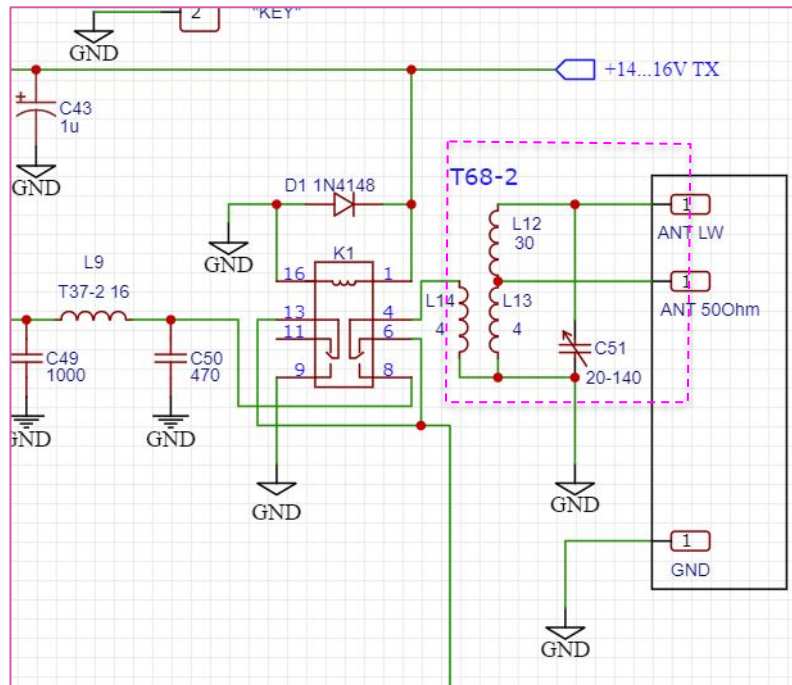 2
"KEY"
GND
+14...16V TX
C43
1u
GND
T68-2
D1 1N4148
L12
30
1
ANT LW
GND
K1
L9
T37-2 16
16
1
1
ANT 50Ohm
L14
L13
13
4
4
4
11
6
C51
20-140
C49
1000
C50
470
9
8
GND
GND
GND
GND
1
GND
GND